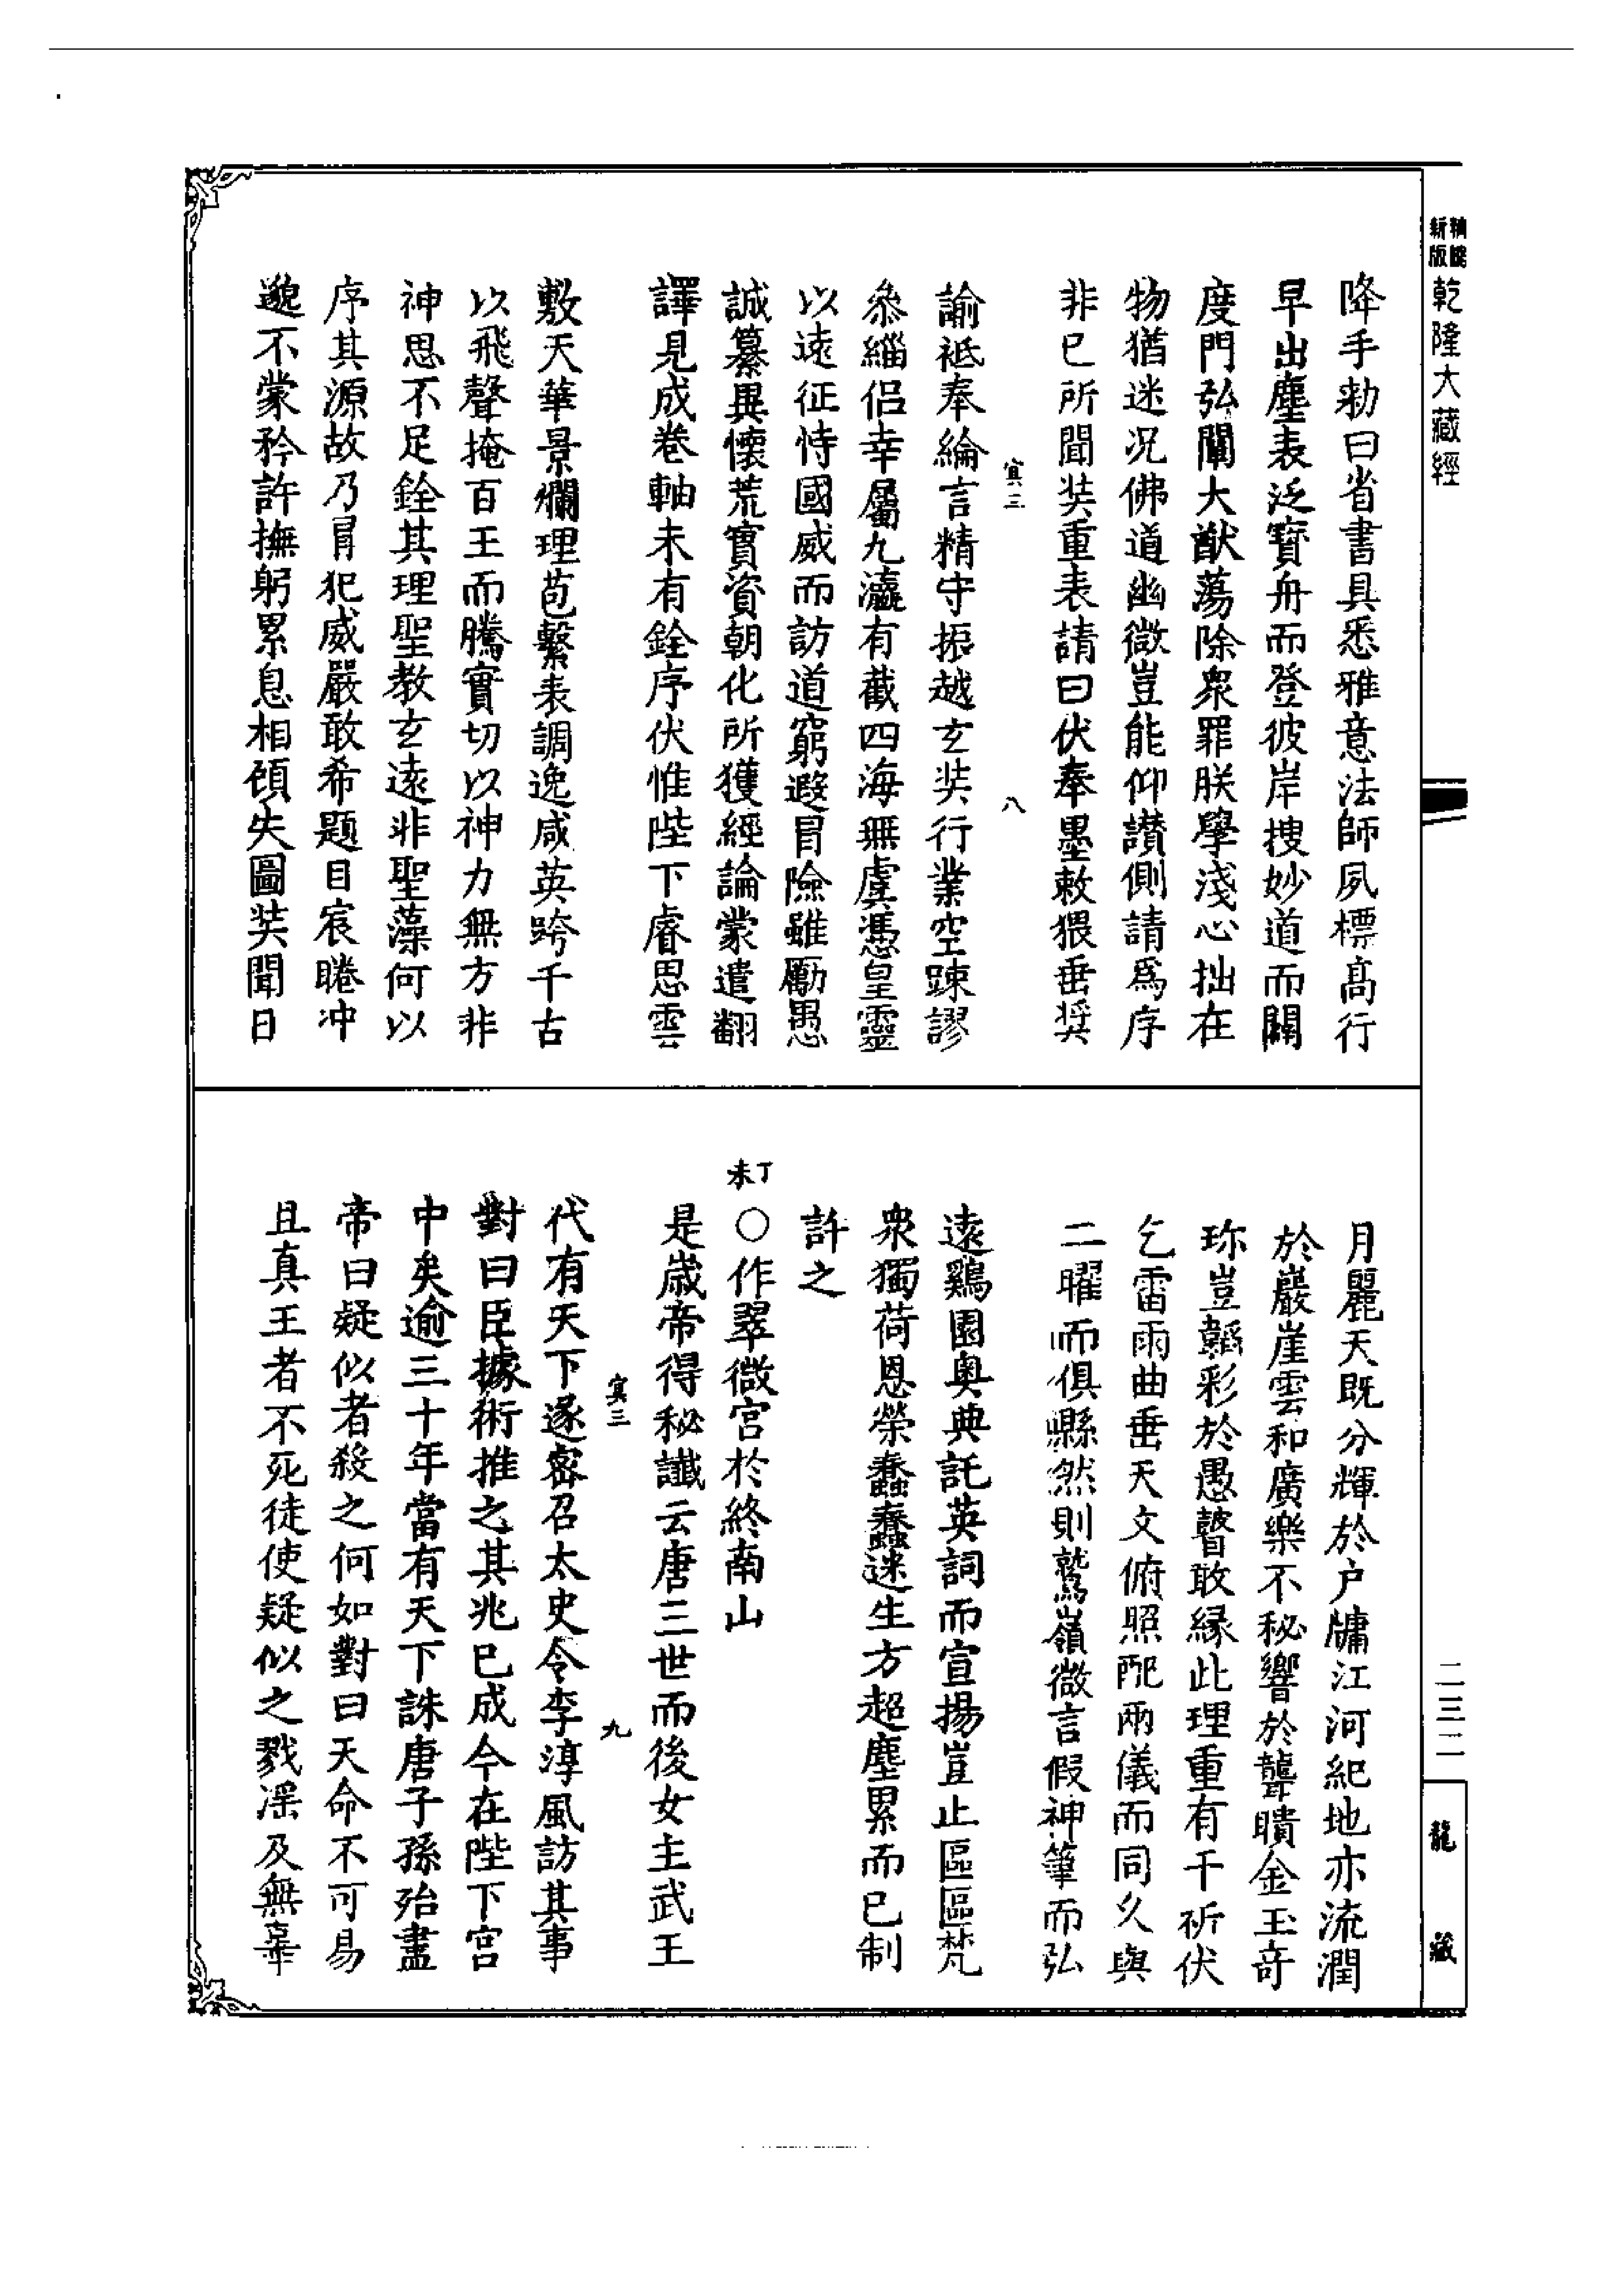 精騭
新版
乾隆大藏經
降手勅曰省書具悉雅意法師夙標髙行
早出塵表泛寶舟而登彼岸搜妙道而闢
度門弘闡大猷蕩除衆罪朕學淺心拙在
物猶迷况佛道幽微豈能仰讃側請爲序
非已所聞奘重表請曰伏奉墨敕猥垂奨
寘三
八
諭祗奉綸言精守振越玄奘行業空踈謬
叅緇侣幸屬九瀛有截四海無虞憑皇靈
以遠征恃國威而訪道窮遐冒險雖勵愚
誠纂異懷荒實資朝化所獲經論蒙遣翻
譯見成卷軸未有銓序伏惟陛下睿思雲
敷天華景爛理苞繫表調逸咸英跨千古
以飛聲掩百王而騰實切以神力無方非
神思不足銓其理聖教玄遠非聖藻何以
序其源故乃冒犯威嚴敢希題目宸睠冲
邈不蒙矜許撫躬累息相頋失圖奘聞日
月麗天既分輝於户牗江河紀地亦流潤
於巖崖雲和廣樂不秘響於聾聵金玉竒
珎豈韜彩於愚瞽敢縁此理重有千祈伏
乞雷雨曲垂天文俯照配兩儀而同久與
二曜而俱縣然則鷲嶺微言假神筆而弘
遠鷄園奥典託英詞而宣揚豈止區區梵
衆獨荷恩榮蠢蠢迷生方超塵累而已制
許之
丁未
○作翠微宫於終南山
是嵗帝得秘讖云唐三世而後女主武王
寘三
九
代有天下遂密召太史令李淳風訪其事
對曰臣據術推之其兆已成今在陛下宫
中矣逾三十年當有天下誅唐子孫殆盡
帝曰疑似者殺之何如對曰天命不可易
且真王者不死徒使疑似之戮滛及無辜
二三二
龍藏